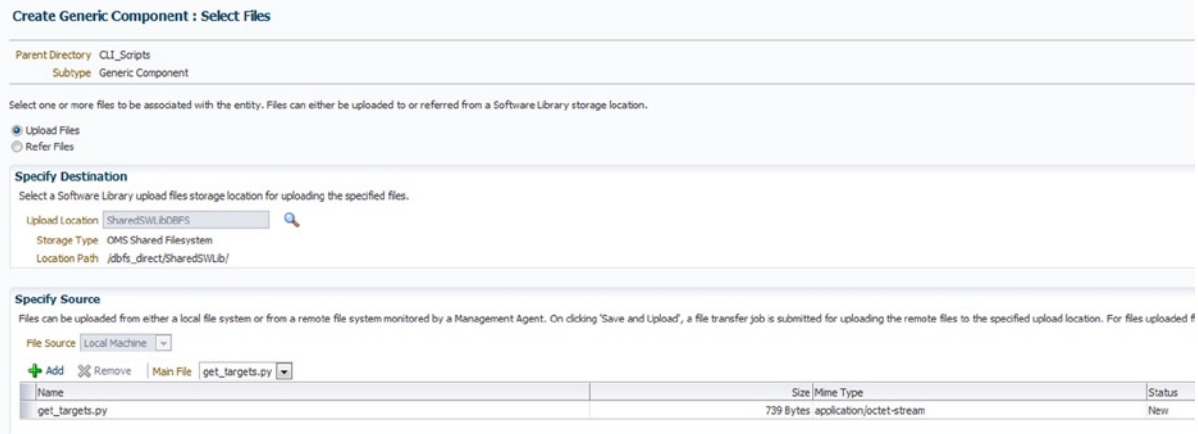 Create Generic Component : Select Files
Parent Directory CLI_Scripts
Subtype Generic Component
Select one or more files to be associated with the entity. Files can either be uploaded to or referred from a Software Library storage location.
Upload Files
Refer Files
Specify Destination
Select a Software Library upload files storage location for uploading the specified files.
Upload Location SharedSWLibDBFS
Storage Type OMS Shared Filesystem
Location Path /dbfs_direct/SharedSWLib/
Specify Source
Files can be uploaded from either a local file system or from a remote file system monitored by a Management Agent. On clicking 'Save and Upload', a file transfer job is submitted for uploading the remote files to the specified upload location. For files uploaded
File Source Local Machine
Add Remove Main File get_targets.py
Name Size Mime Type Status
get_targets.py 739 Bytes application/octet-stream New